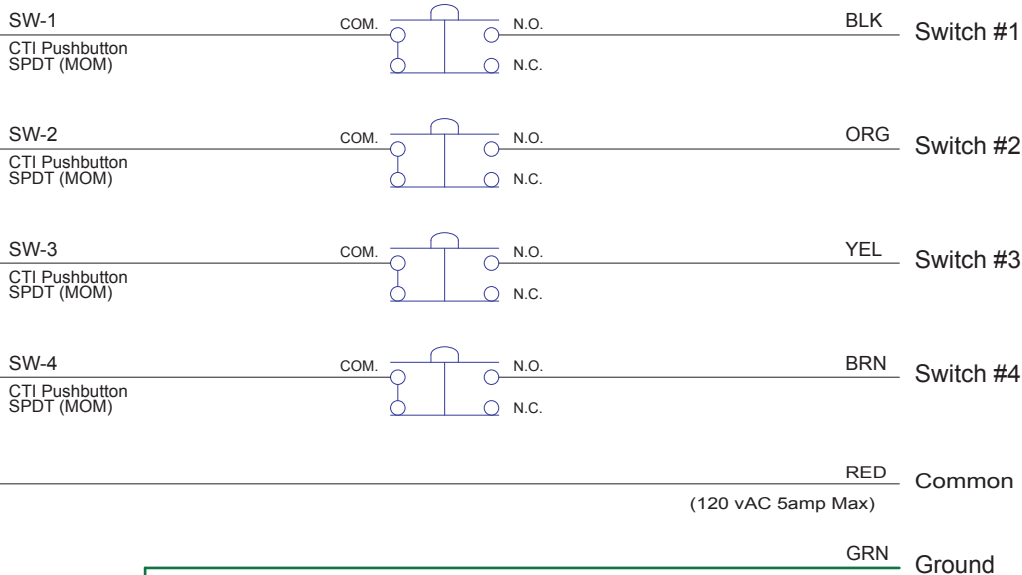 SW-1 COM. N.O. BLK Switch #1
CTI Pushbutton
SPDT (MOM) N.C.
SW-2 COM. N.O. ORG Switch #2
CTI Pushbutton
SPDT (MOM) N.C.
SW-3 COM. N.O. YEL Switch #3
CTI Pushbutton
SPDT (MOM) N.C.
SW-4 COM. N.O. BRN Switch #4
CTI Pushbutton
SPDT (MOM) N.C.
RED Common
(120 vAC 5amp Max)
GRN Ground